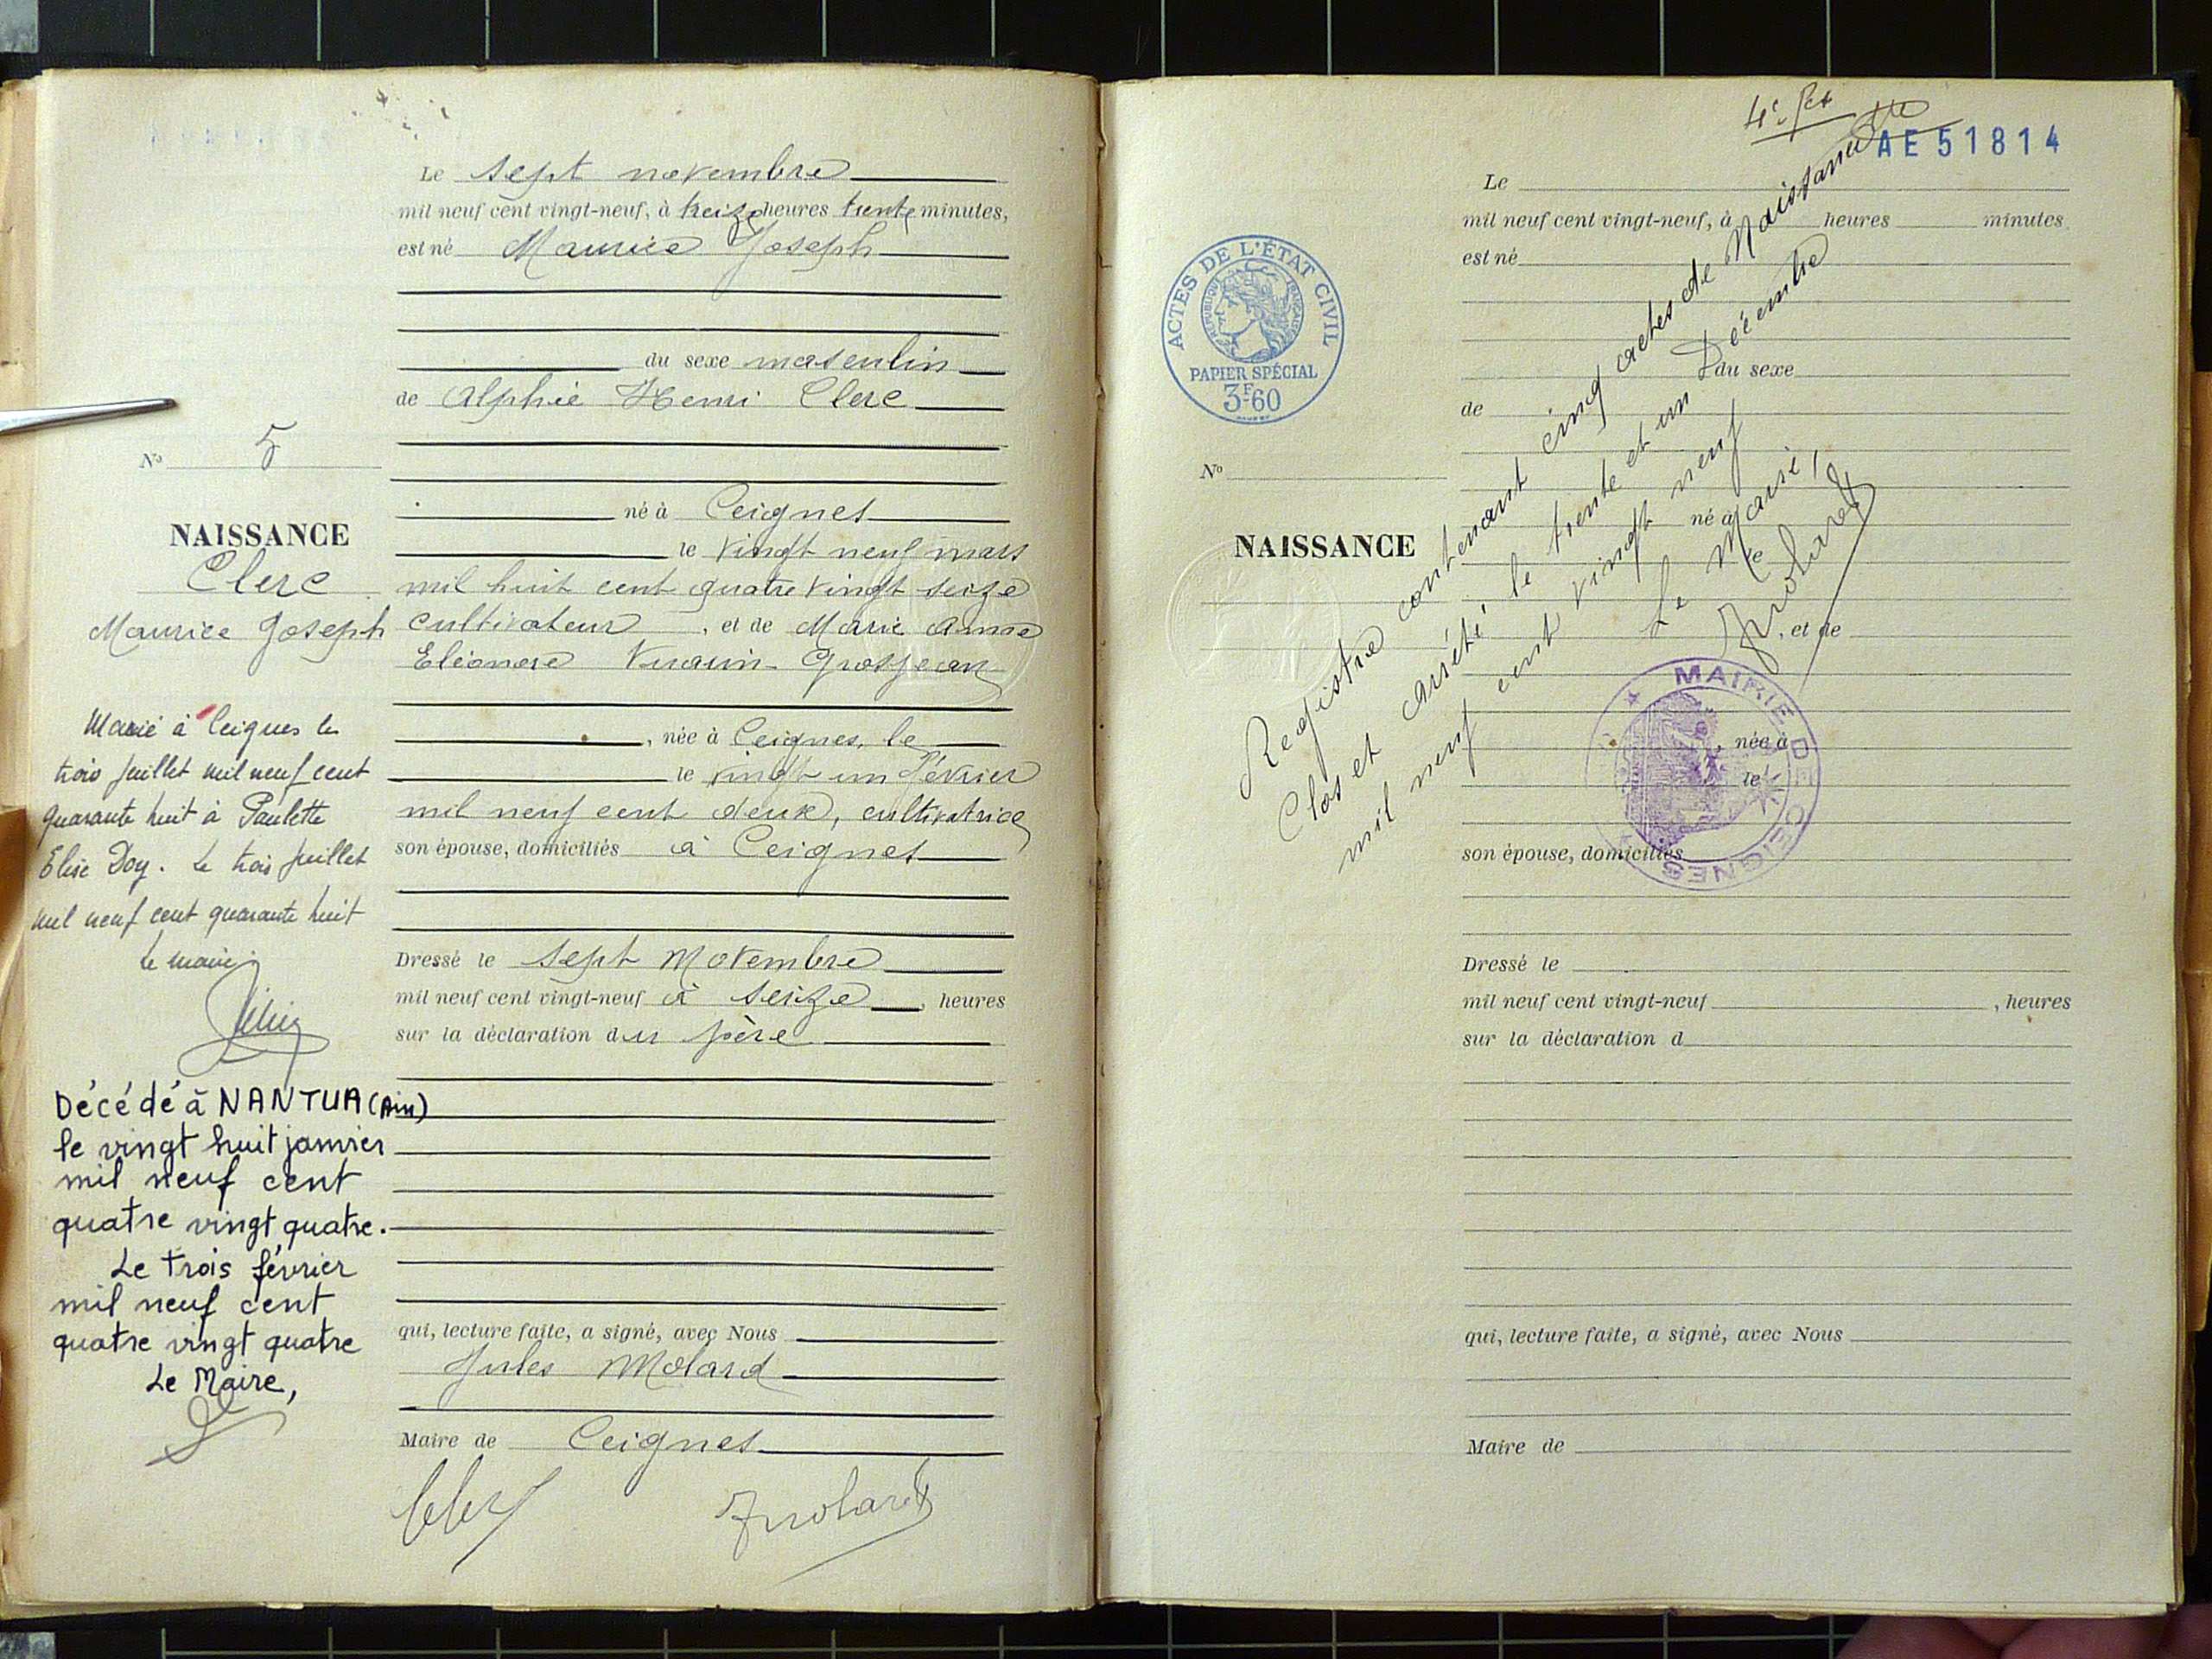 Le sept novembre
mil neuf cent vingt-neuf, à treize heures trente minutes,
est né Maurice Joseph
du sexe masculin
de Alphée Henri Clerc
né à Ceignes
le vingt neuf mars
mil huit cent quatre vingt seize
cultivateur, et de Marie Anne
Eléonore Vuarin-Grosjean
, née à Ceignes, le
le vingt un février
mil neuf cent deux, cultivatrice
son épouse, domiciliés à Ceignes
Dressé le sept Novembre
mil neuf cent vingt-neuf à seize, heures
sur la déclaration du père
qui, lecture faite, a signé, avec Nous
Jules Molard
Maire de Ceignes
Clerc
J Molard
No 5
NAISSANCE
Clerc
Maurice Joseph
Marié à Ceignes le
trois juillet mil neuf cent
quarante huit à Paulette
Elise Doy. Le trois juillet
mil neuf cent quarante huit
Le maire
Décédé à NANTUA (Ain)
le vingt huit janvier
mil neuf cent
quatre vingt quatre.
Le trois février
mil neuf cent
quatre vingt quatre
Le Maire,
AE 51814
ACTES DE L'ÉTAT CIVIL
RÉPUBLIQUE FRANÇAISE
PAPIER SPÉCIAL
3F60
Le
mil neuf cent vingt-neuf, à heures minutes
est né
du sexe
de
No
né à
NAISSANCE
le
, et de
, née à
le
son épouse, domiciliés
Dressé le
mil neuf cent vingt-neuf, heures
sur la déclaration d
qui, lecture faite, a signé, avec Nous
Maire de
Registre contenant cinq actes de Naissance
Clos et arrêté le trente et un Décembre
mil neuf cent vingt neuf
Le Maire,
J Molard
MAIRIE DE CEIGNES